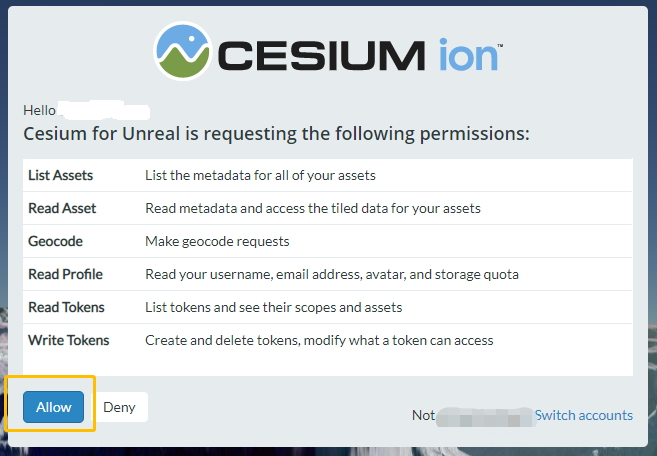 CESIUM ion™
Hello
Cesium for Unreal is requesting the following permissions:
List Assets List the metadata for all of your assets
Read Asset Read metadata and access the tiled data for your assets
Geocode Make geocode requests
Read Profile Read your username, email address, avatar, and storage quota
Read Tokens List tokens and see their scopes and assets
Write Tokens Create and delete tokens, modify what a token can access
Allow Deny
Not Switch accounts